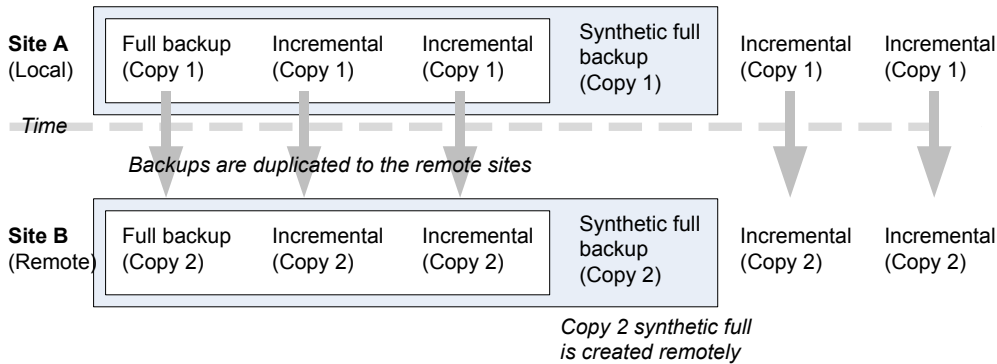 Site A
(Local)
Full backup
(Copy 1)
Incremental
(Copy 1)
Incremental
(Copy 1)
Synthetic full
backup
(Copy 1)
Incremental
(Copy 1)
Incremental
(Copy 1)
Time
Backups are duplicated to the remote sites
Site B
(Remote)
Full backup
(Copy 2)
Incremental
(Copy 2)
Incremental
(Copy 2)
Synthetic full
backup
(Copy 2)
Incremental
(Copy 2)
Incremental
(Copy 2)
Copy 2 synthetic full
is created remotely